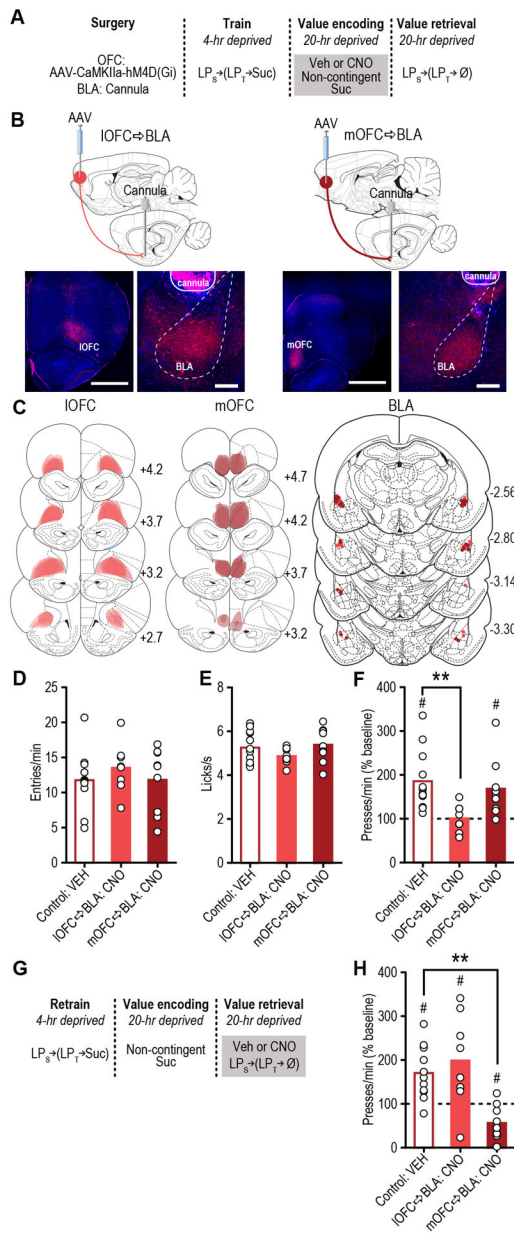 A
Surgery Train Value encoding Value retrieval
4-hr deprived 20-hr deprived 20-hr deprived
OFC:
AAV-CaMKIIa-hM4D(Gi)
BLA: Cannula
LPS→(LPT→Suc)
Veh or CNO
Non-contingent
Suc
LPS→(LPT→ Ø)
B
AAV
lOFC⇨BLA
Cannula
AAV
mOFC⇨BLA
Cannula
lOFC
cannula
BLA
mOFC
cannula
BLA
C
lOFC
+4.2
+3.7
+3.2
+2.7
mOFC
+4.7
+4.2
+3.7
+3.2
BLA
-2.56
-2.80
-3.14
-3.30
D
Entries/min
25
20
15
10
5
0
Control: VEH
lOFC⇨BLA: CNO
mOFC⇨BLA: CNO
E
Licks/s
8
6
4
2
0
Control: VEH
lOFC⇨BLA: CNO
mOFC⇨BLA: CNO
F
Presses/min (% baseline)
400
300
200
100
0
**
#
#
Control: VEH
lOFC⇨BLA: CNO
mOFC⇨BLA: CNO
G
Retrain Value encoding Value retrieval
4-hr deprived 20-hr deprived 20-hr deprived
LPS→(LPT→Suc)
Non-contingent
Suc
Veh or CNO
LPS→(LPT→ Ø)
H
Presses/min (% baseline)
400
300
200
100
0
**
#
#
#
Control: VEH
lOFC⇨BLA: CNO
mOFC⇨BLA: CNO